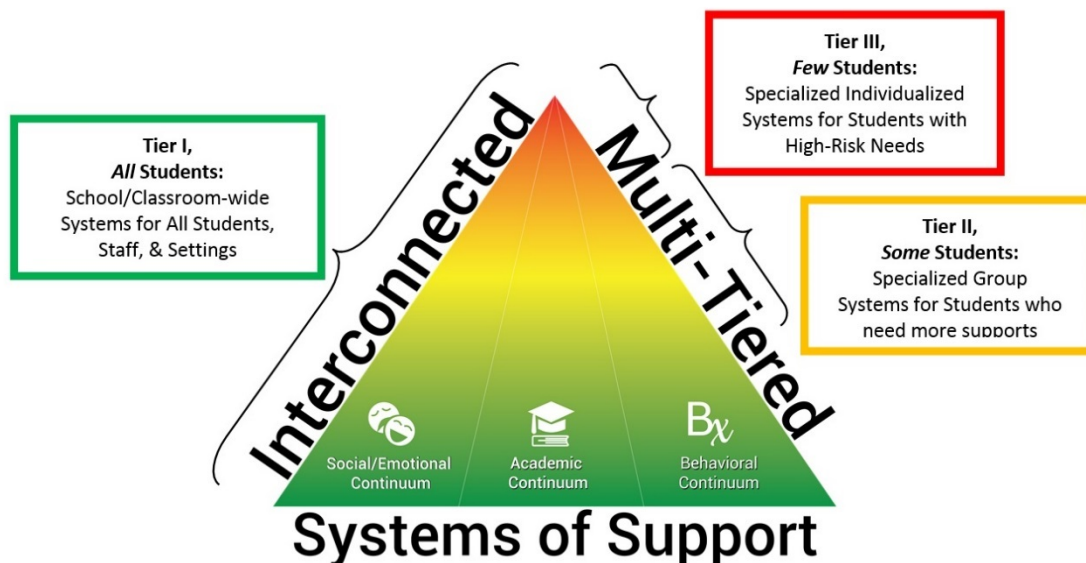 Tier I,
All Students:
School/Classroom-wide
Systems for All Students,
Staff, & Settings
Interconnected
Multi-Tiered
Tier III,
Few Students:
Specialized Individualized
Systems for Students with
High-Risk Needs
Tier II,
Some Students:
Specialized Group
Systems for Students who
need more supports
Social/Emotional
Continuum
Academic
Continuum
Bx
Behavioral
Continuum
Systems of Support